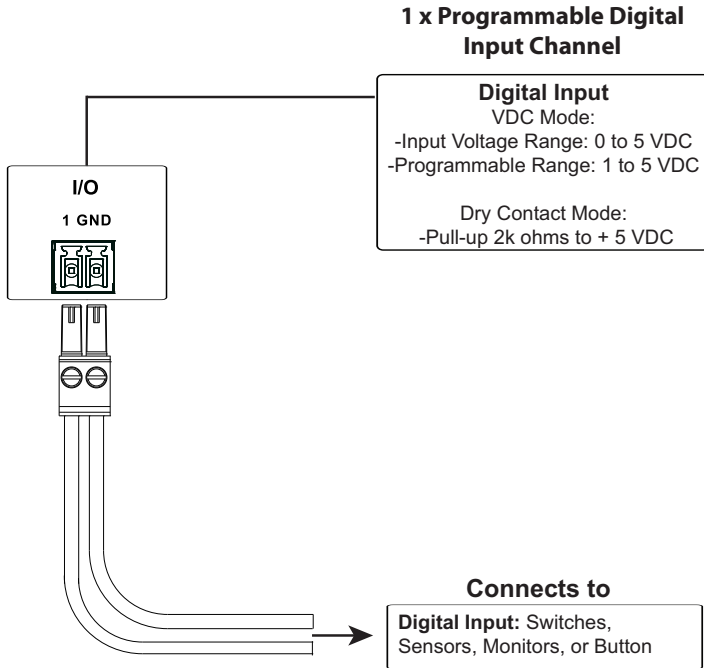 1 x Programmable Digital
Input Channel
Digital Input
VDC Mode:
-Input Voltage Range: 0 to 5 VDC
-Programmable Range: 1 to 5 VDC
Dry Contact Mode:
-Pull-up 2k ohms to + 5 VDC
I/O
1 GND
Connects to
Digital Input: Switches,
Sensors, Monitors, or Button